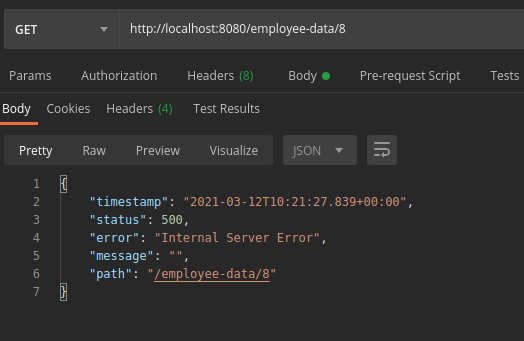 GET http://localhost:8080/employee-data/8
Params Authorization Headers (8) Body Pre-request Script Tests
Body Cookies Headers (4) Test Results
Pretty Raw Preview Visualize JSON
1 {
2 "timestamp": "2021-03-12T10:21:27.839+00:00",
3 "status": 500,
4 "error": "Internal Server Error",
5 "message": "",
6 "path": "/employee-data/8"
7 }